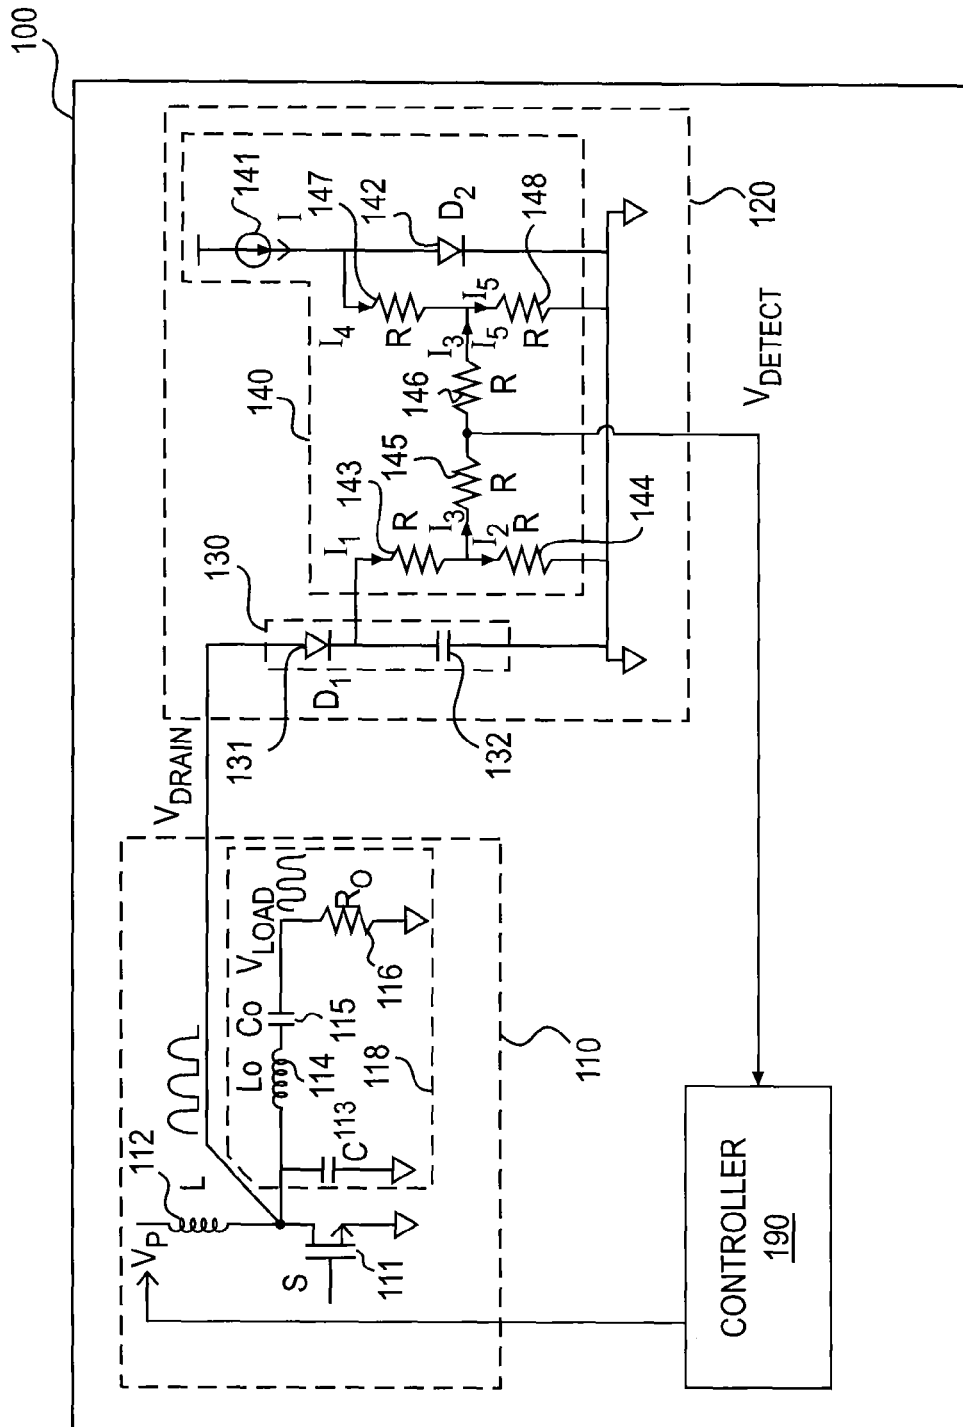 100
141
147
142
I
D2
148
120
I4
R
I5
I3
I5
R
140
146
R
VDETECT
145
143
R
I3
I1
R
I2
R
144
130
D1
131
132
VDRAIN
VLOAD
RO
116
Co
115
Lo
114
118
110
113
C
112
L
VP
S
111
CONTROLLER
190